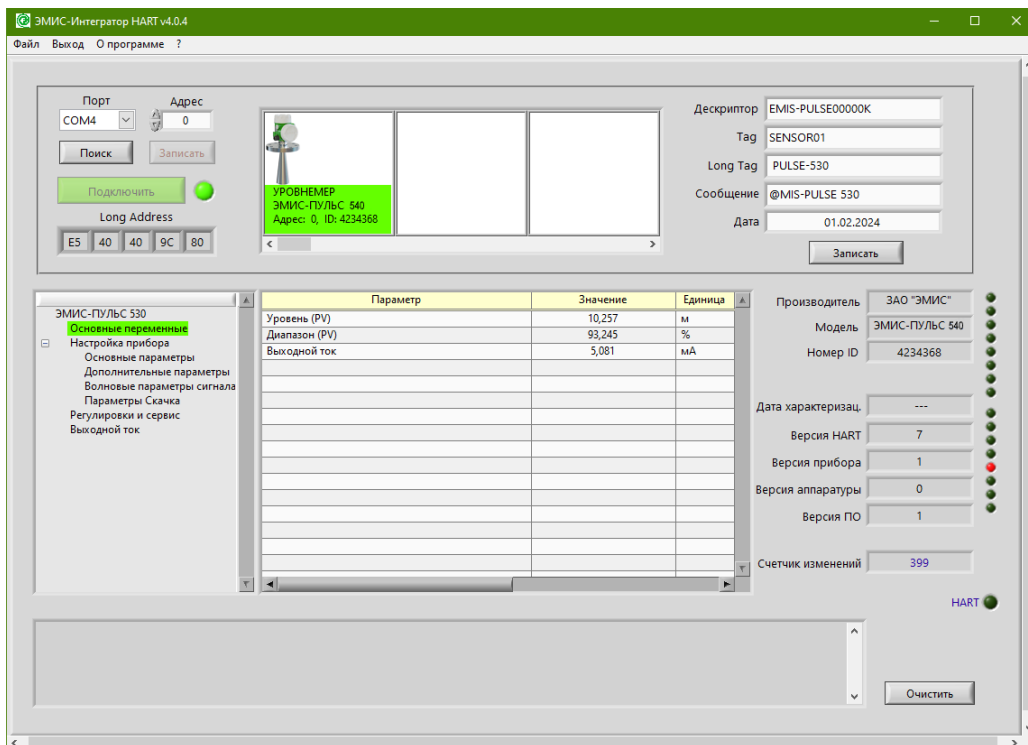 ЭМИС-Интегратор HART v4.0.4
Файл Выход О программе ?
Порт Адрес
COM4 0
Поиск Записать
Подключить
Long Address
E5 40 40 9C 80
УРОВНЕМЕР
ЭМИС-ПУЛЬС 540
Адрес: 0, ID: 4234368
Дескриптор EMIS-PULSE00000K
Tag SENSOR01
Long Tag PULSE-530
Сообщение @MIS-PULSE 530
Дата 01.02.2024
Записать
ЭМИС-ПУЛЬС 530
Основные переменные
Настройка прибора
Основные параметры
Дополнительные параметры
Волновые параметры сигнала
Параметры Скачка
Регулировки и сервис
Выходной ток
Параметр Значение Единица
Уровень (PV) 10,257 м
Диапазон (PV) 93,245 %
Выходной ток 5,081 мА
Производитель ЗАО "ЭМИС"
Модель ЭМИС-ПУЛЬС 540
Номер ID 4234368
Дата характеризац. ---
Версия HART 7
Версия прибора 1
Версия аппаратуры 0
Версия ПО 1
Счетчик изменений 399
HART
Очистить